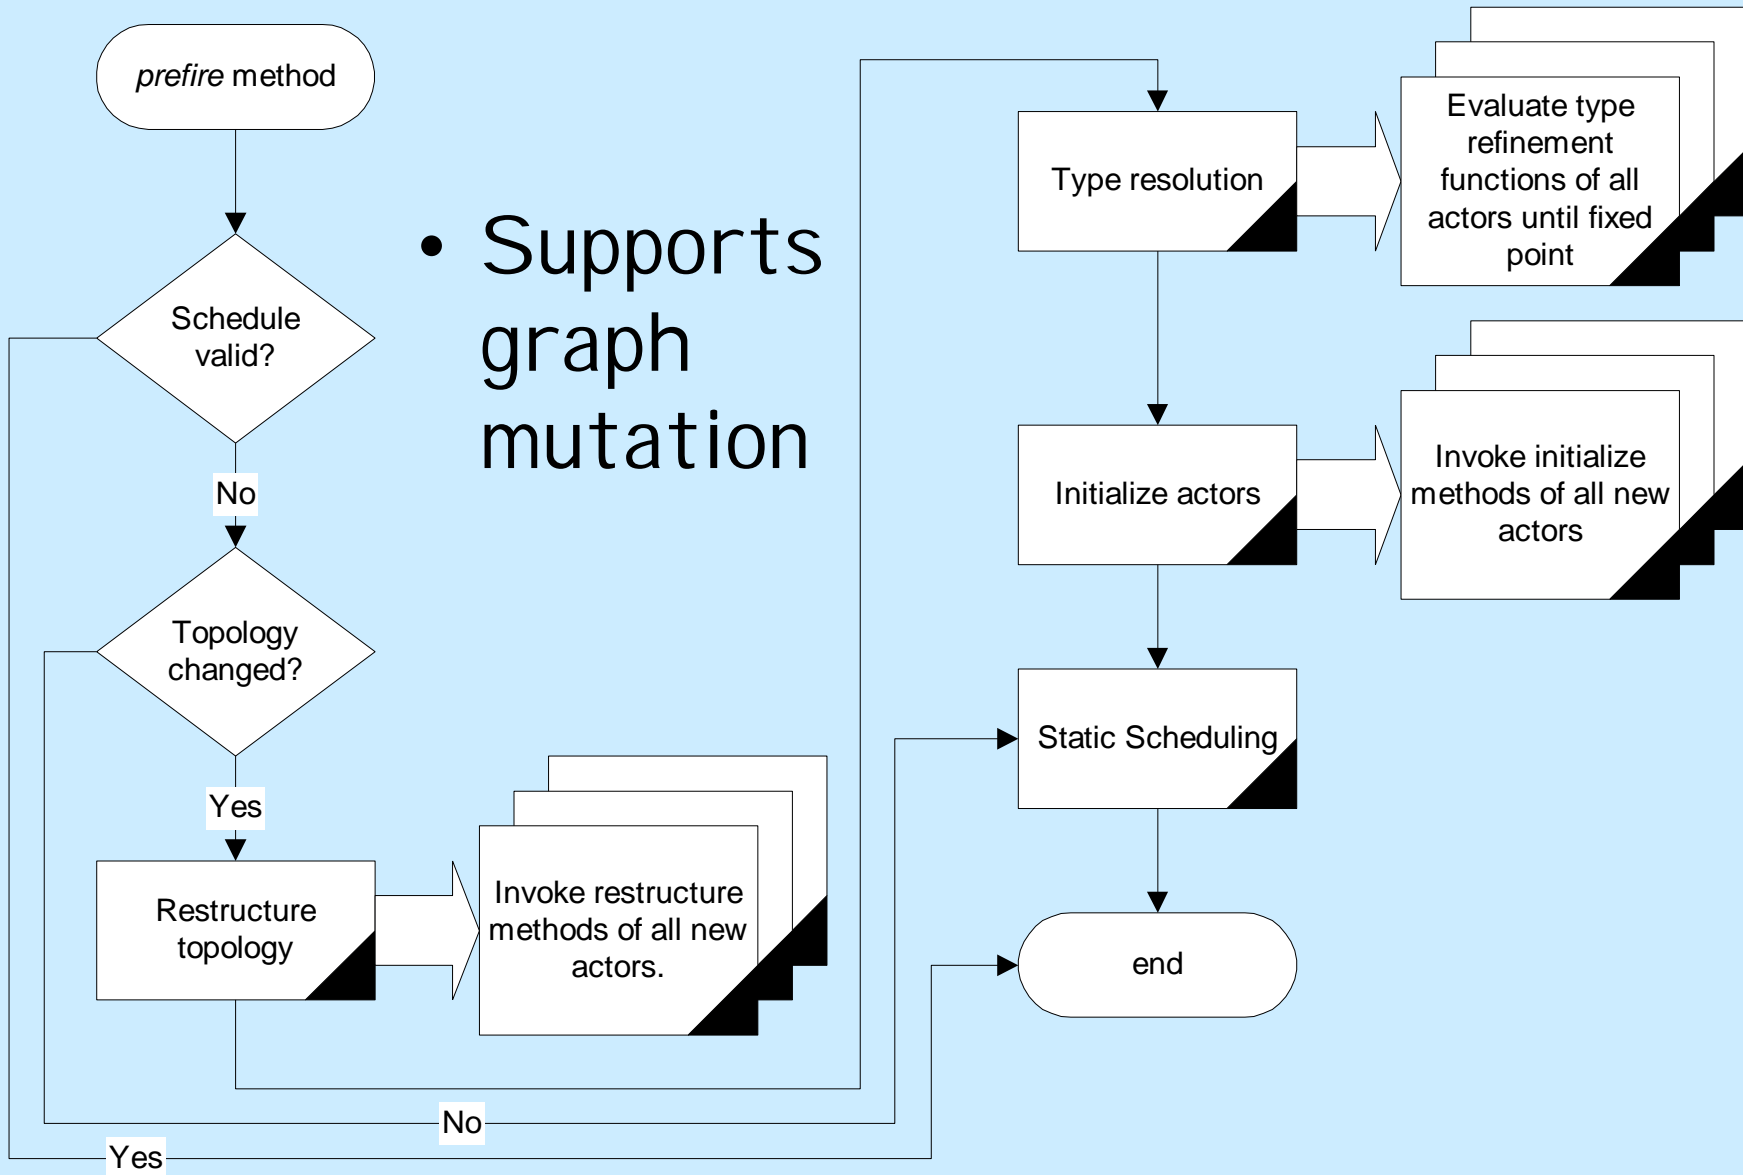 prefire method
Schedule
valid?
No
Topology
changed?
Yes
Restructure
topology
Invoke restructure
methods of all new
actors.
• Supports
graph
mutation
Type resolution
Evaluate type
refinement
functions of all
actors until fixed
point
Initialize actors
Invoke initialize
methods of all new
actors
Static Scheduling
end
No
Yes